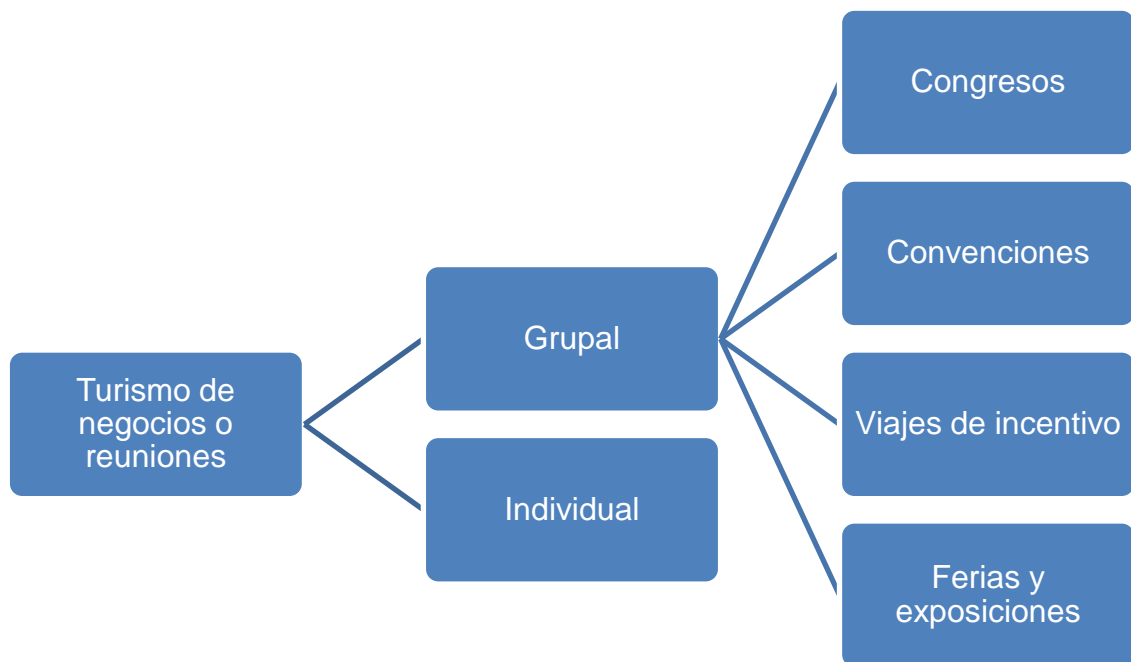 Turismo de
negocios o
reuniones
Grupal
Individual
Congresos
Convenciones
Viajes de incentivo
Ferias y
exposiciones